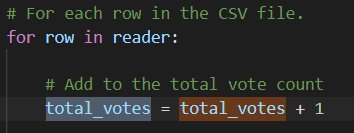 # For each row in the CSV file.
for row in reader:
# Add to the total vote count
total_votes = total_votes + 1